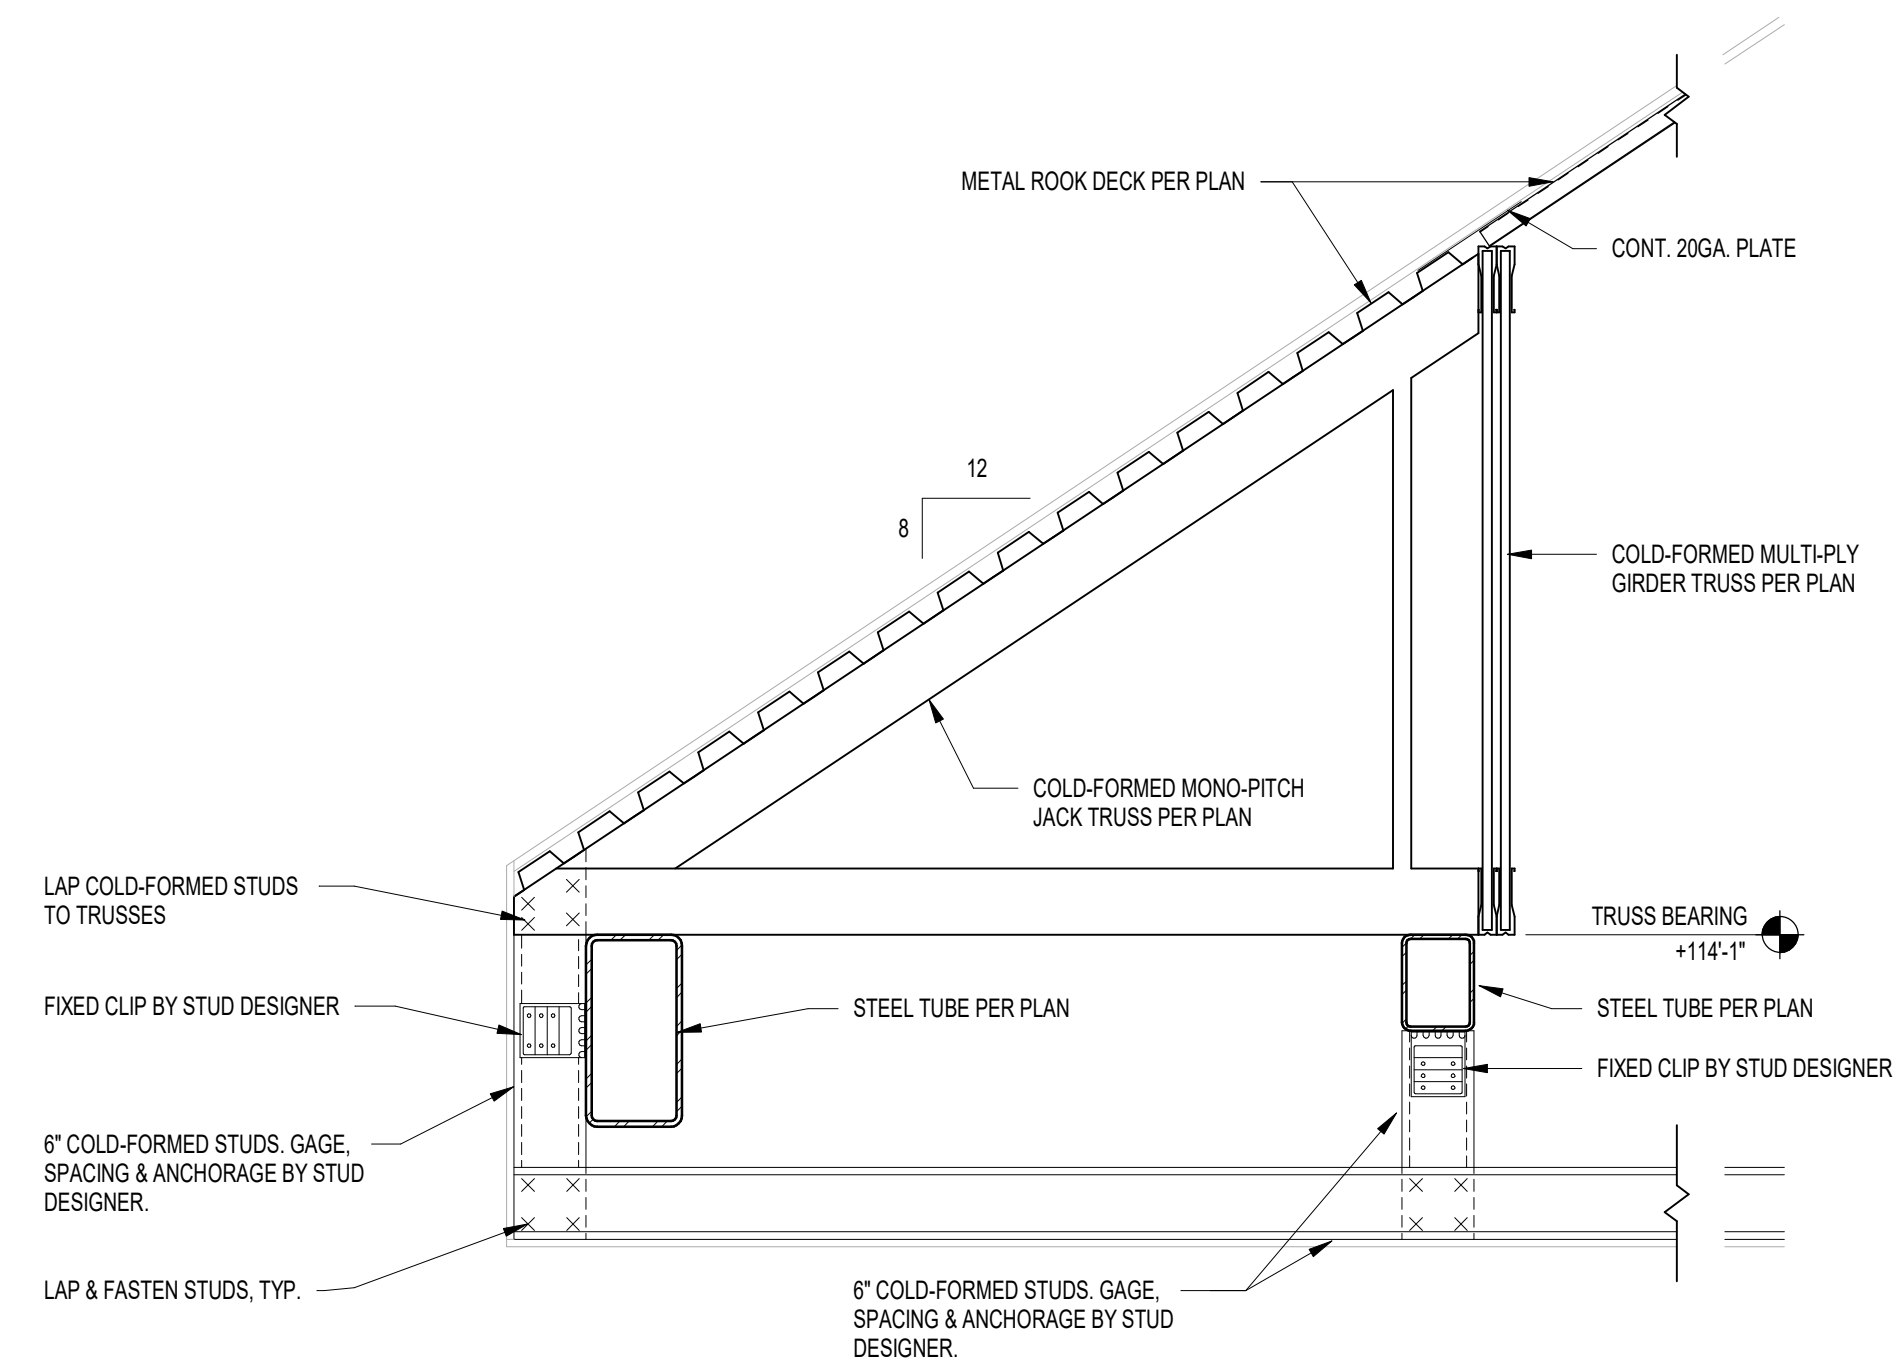 METAL ROOK DECK PER PLAN
CONT. 20GA. PLATE
12
8
COLD-FORMED MULTI-PLY
GIRDER TRUSS PER PLAN
COLD-FORMED MONO-PITCH
JACK TRUSS PER PLAN
LAP COLD-FORMED STUDS
TO TRUSSES
TRUSS BEARING
+114'-1"
FIXED CLIP BY STUD DESIGNER
STEEL TUBE PER PLAN
STEEL TUBE PER PLAN
FIXED CLIP BY STUD DESIGNER
6" COLD-FORMED STUDS. GAGE,
SPACING & ANCHORAGE BY STUD
DESIGNER.
LAP & FASTEN STUDS, TYP.
6" COLD-FORMED STUDS. GAGE,
SPACING & ANCHORAGE BY STUD
DESIGNER.